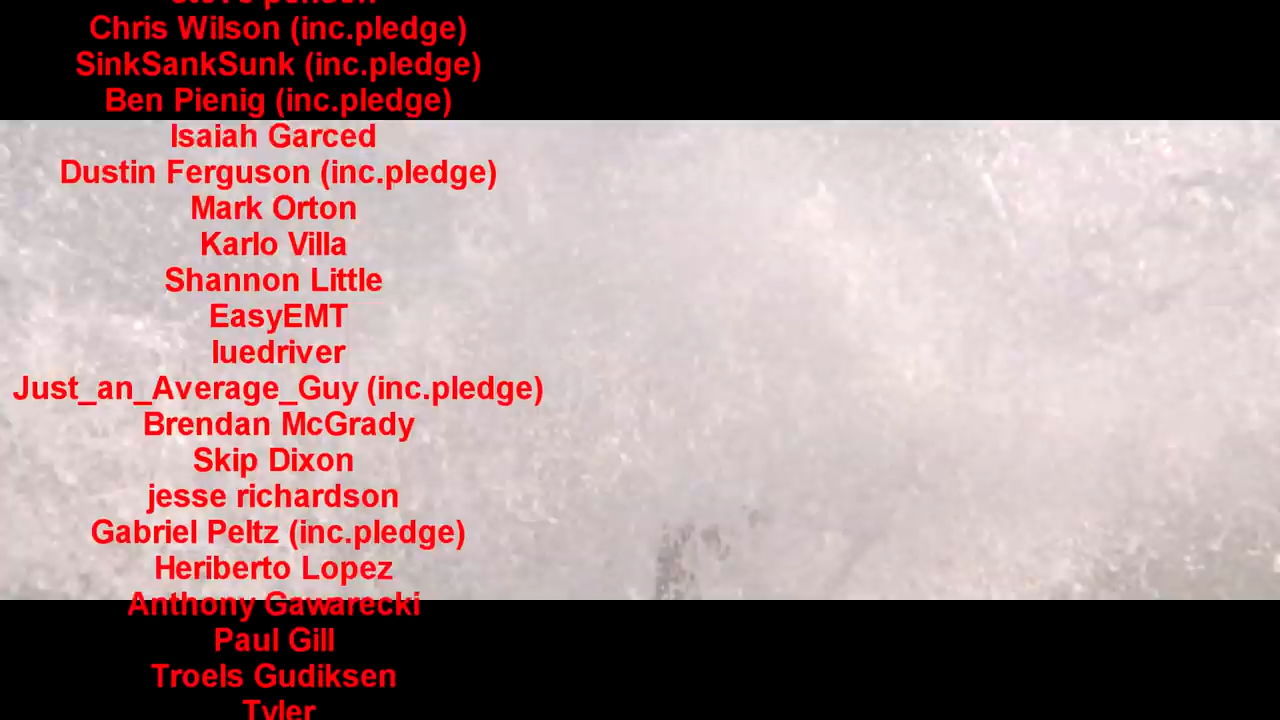 Chris Wilson (inc.pledge)
SinkSankSunk (inc.pledge)
Ben Pienig (inc.pledge)
Isaiah Garced
Dustin Ferguson (inc.pledge)
Mark Orton
Karlo Villa
Shannon Little
EasyEMT
luedriver
Just_an_Average_Guy (inc.pledge)
Brendan McGrady
Skip Dixon
jesse richardson
Gabriel Peltz (inc.pledge)
Heriberto Lopez
Anthony Gawarecki
Paul Gill
Troels Gudiksen
Tyler